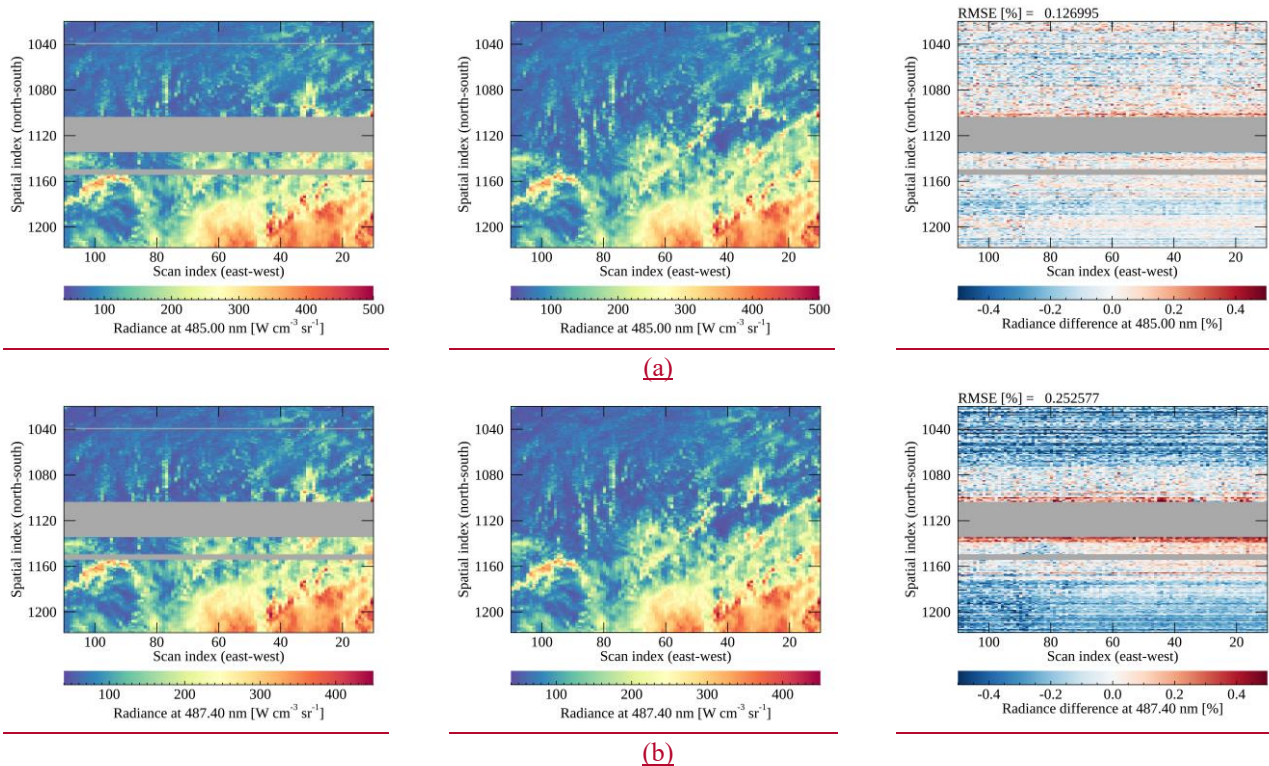 RMSE [%] = 0.126995
Spatial index (north-south)
1040
1080
1120
1160
1200
100 80 60 40 20
Scan index (east-west)
100 200 300 400 500
Radiance at 485.00 nm [W cm⁻³ sr⁻¹]
Spatial index (north-south)
1040
1080
1120
1160
1200
100 80 60 40 20
Scan index (east-west)
100 200 300 400 500
Radiance at 485.00 nm [W cm⁻³ sr⁻¹]
Spatial index (north-south)
1040
1080
1120
1160
1200
100 80 60 40 20
Scan index (east-west)
-0.4 -0.2 0.0 0.2 0.4
Radiance difference at 485.00 nm [%]
(a)
RMSE [%] = 0.252577
Spatial index (north-south)
1040
1080
1120
1160
1200
100 80 60 40 20
Scan index (east-west)
100 200 300 400
Radiance at 487.40 nm [W cm⁻³ sr⁻¹]
Spatial index (north-south)
1040
1080
1120
1160
1200
100 80 60 40 20
Scan index (east-west)
100 200 300 400
Radiance at 487.40 nm [W cm⁻³ sr⁻¹]
Spatial index (north-south)
1040
1080
1120
1160
1200
100 80 60 40 20
Scan index (east-west)
-0.4 -0.2 0.0 0.2 0.4
Radiance difference at 487.40 nm [%]
(b)